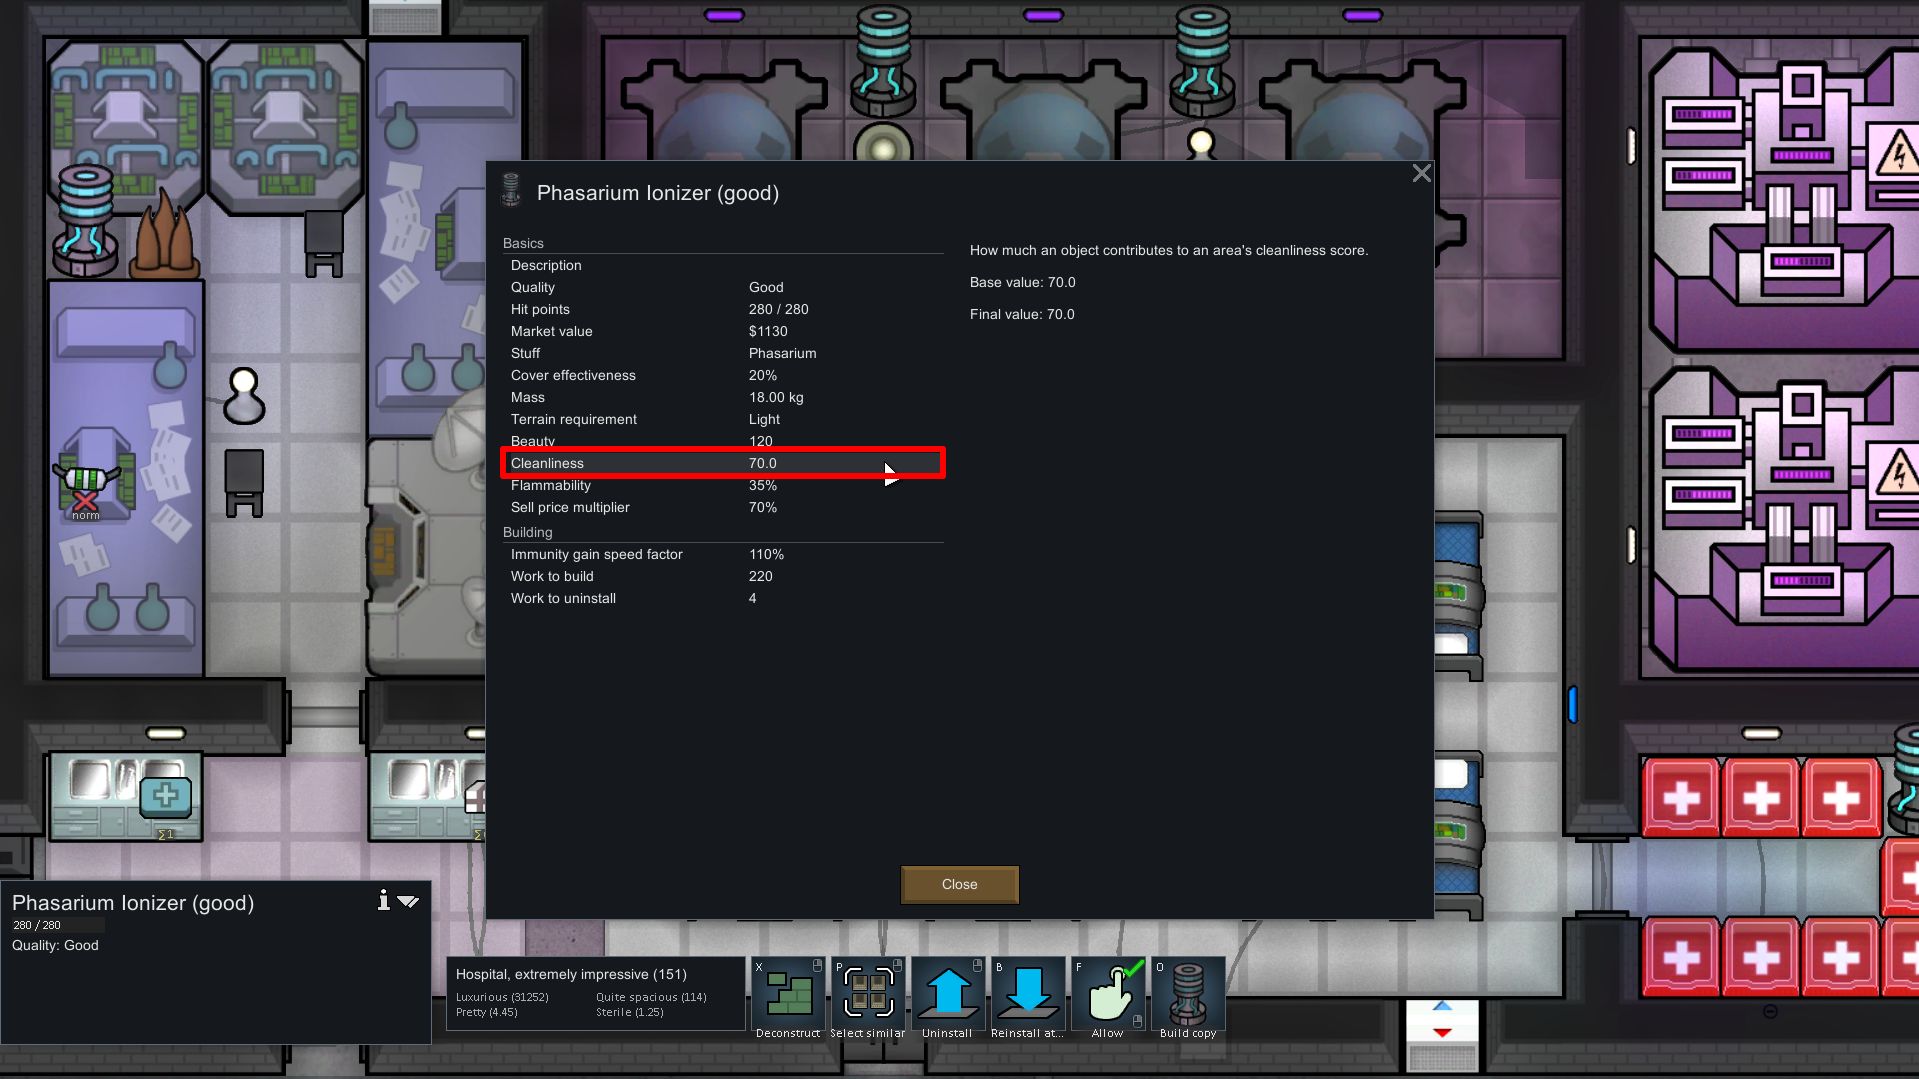 Phasarium Ionizer (good)
Basics
Description
Quality Good
Hit points 280 / 280
Market value $1130
Stuff Phasarium
Cover effectiveness 20%
Mass 18.00 kg
Terrain requirement Light
Beauty 120
Cleanliness 70.0
Flammability 35%
Sell price multiplier 70%
Building
Immunity gain speed factor 110%
Work to build 220
Work to uninstall 4
How much an object contributes to an area's cleanliness score.
Base value: 70.0
Final value: 70.0
Close
norm
Σ1
Phasarium Ionizer (good)
280 / 280
Quality: Good
Hospital, extremely impressive (151)
Luxurious (31252) Quite spacious (114)
Pretty (4.45) Sterile (1.25)
X
Deconstruct
P
Select similar
Uninstall
B
Reinstall at...
F
Allow
O
Build copy